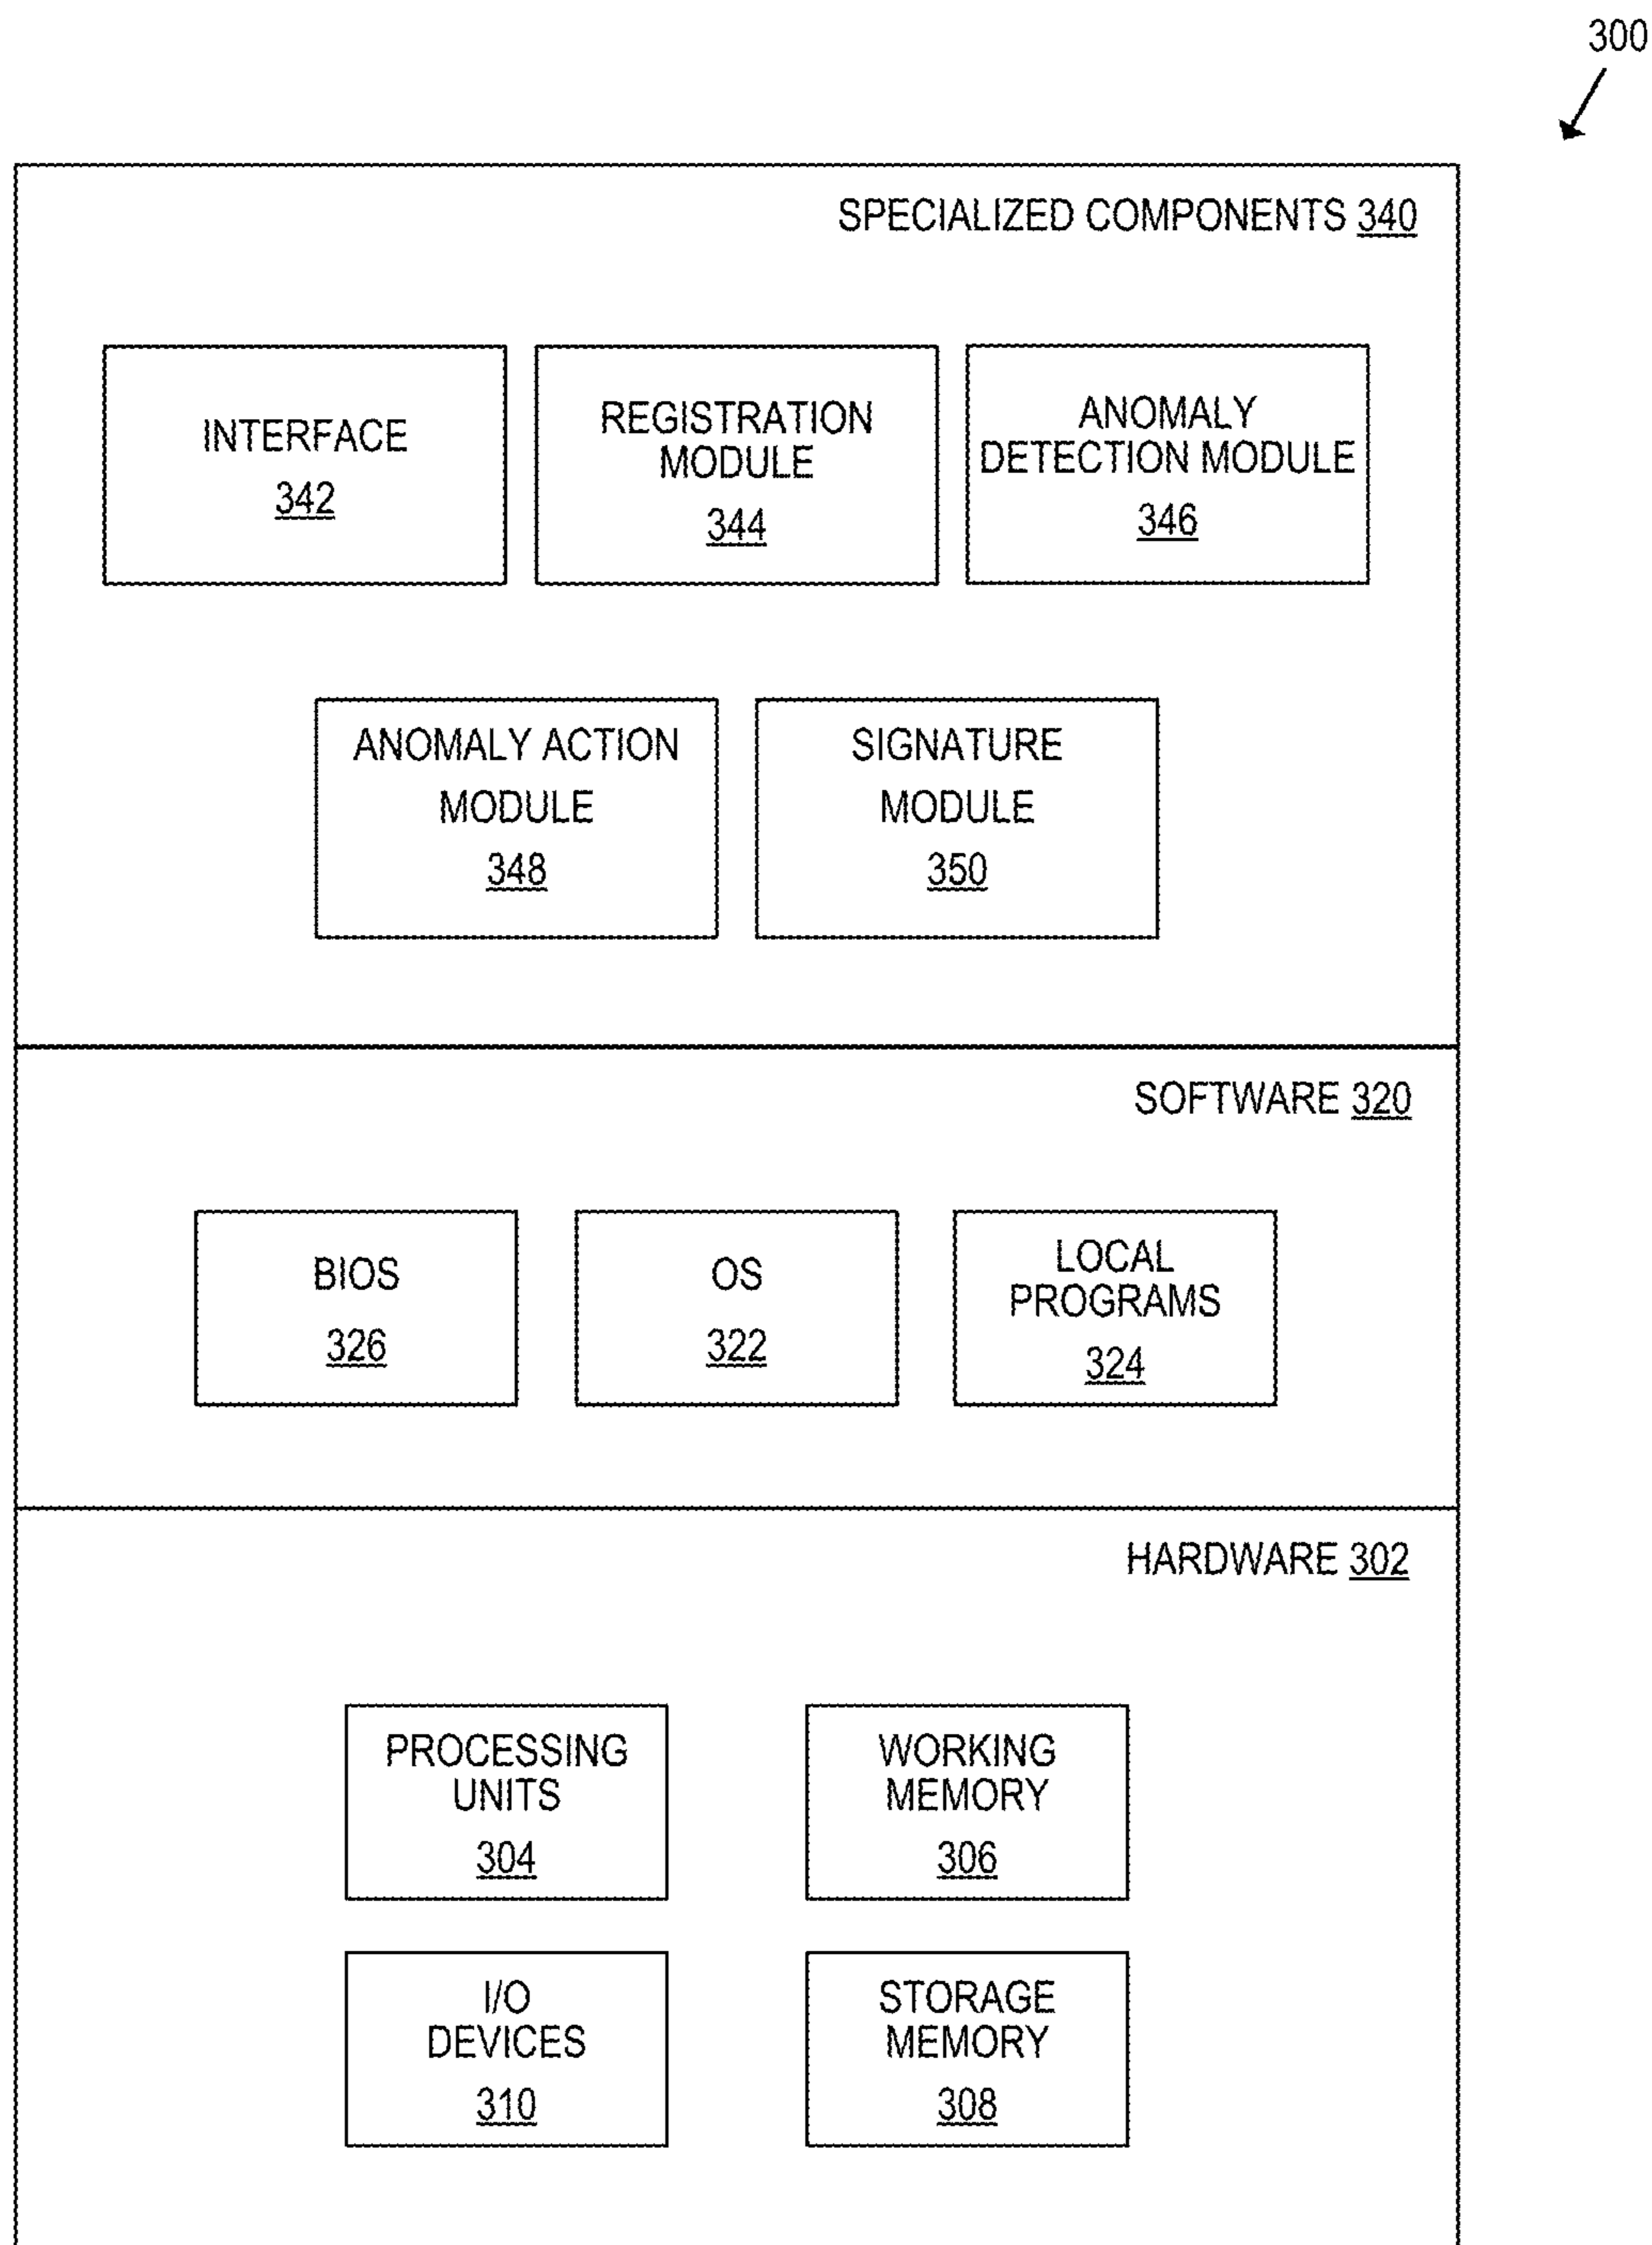 300
SPECIALIZED COMPONENTS 340
INTERFACE
342
REGISTRATION
MODULE
344
ANOMALY
DETECTION MODULE
346
ANOMALY ACTION
MODULE
348
SIGNATURE
MODULE
350
SOFTWARE 320
BIOS
326
OS
322
LOCAL
PROGRAMS
324
HARDWARE 302
PROCESSING
UNITS
304
WORKING
MEMORY
306
I/O
DEVICES
310
STORAGE
MEMORY
308